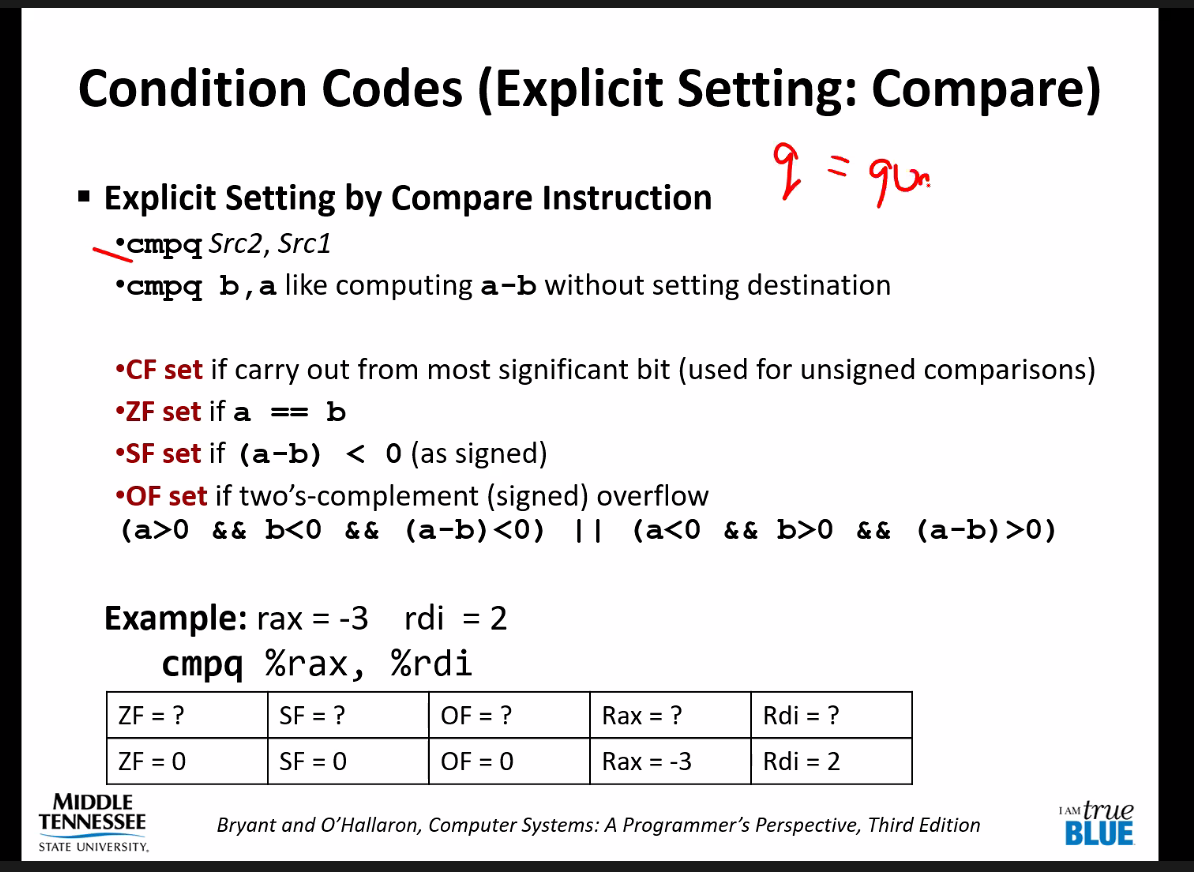 Condition Codes (Explicit Setting: Compare)
q =
▪ Explicit Setting by Compare Instruction
•cmpq Src2, Src1
•cmpq b,a like computing a-b without setting destination
•CF set if carry out from most significant bit (used for unsigned comparisons)
•ZF set if a == b
•SF set if (a-b) < 0 (as signed)
•OF set if two's-complement (signed) overflow
(a>0 && b<0 && (a-b)<0) || (a<0 && b>0 && (a-b)>0)
Example: rax = -3 rdi = 2
cmpq %rax, %rdi
ZF = ? SF = ? OF = ? Rax = ? Rdi = ?
ZF = 0 SF = 0 OF = 0 Rax = -3 Rdi = 2
MIDDLE
TENNESSEE
STATE UNIVERSITY.
Bryant and O'Hallaron, Computer Systems: A Programmer's Perspective, Third Edition
I AM true
BLUE